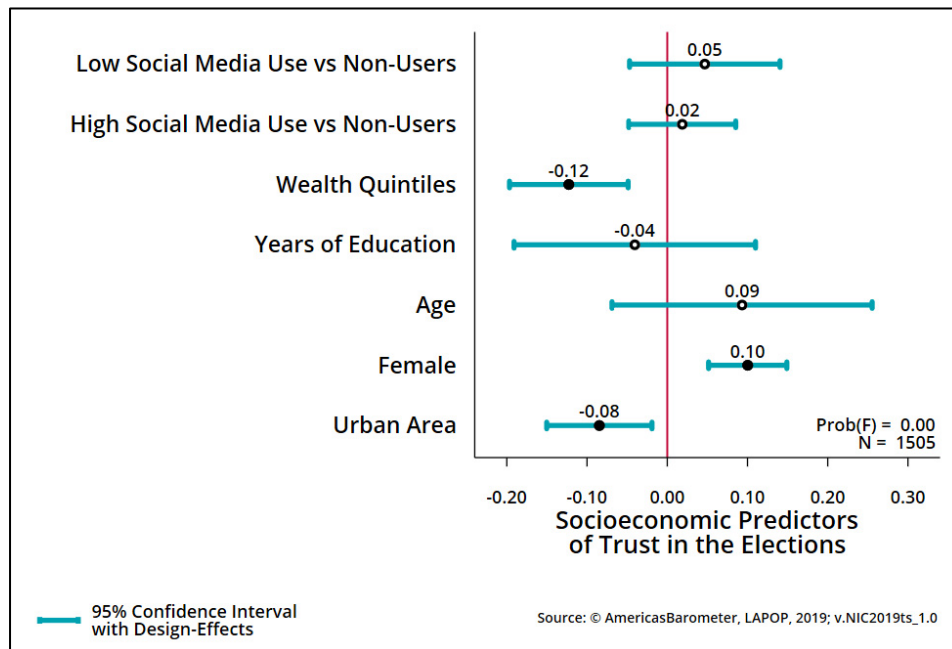 Low Social Media Use vs Non-Users
0.05
High Social Media Use vs Non-Users
0.02
Wealth Quintiles
-0.12
Years of Education
-0.04
Age
0.09
Female
0.10
Urban Area
-0.08
Prob(F) = 0.00
N = 1505
-0.20 -0.10 0.00 0.10 0.20 0.30
Socioeconomic Predictors
of Trust in the Elections
95% Confidence Interval
with Design-Effects
Source: © AmericasBarometer, LAPOP, 2019; v.NIC2019ts_1.0